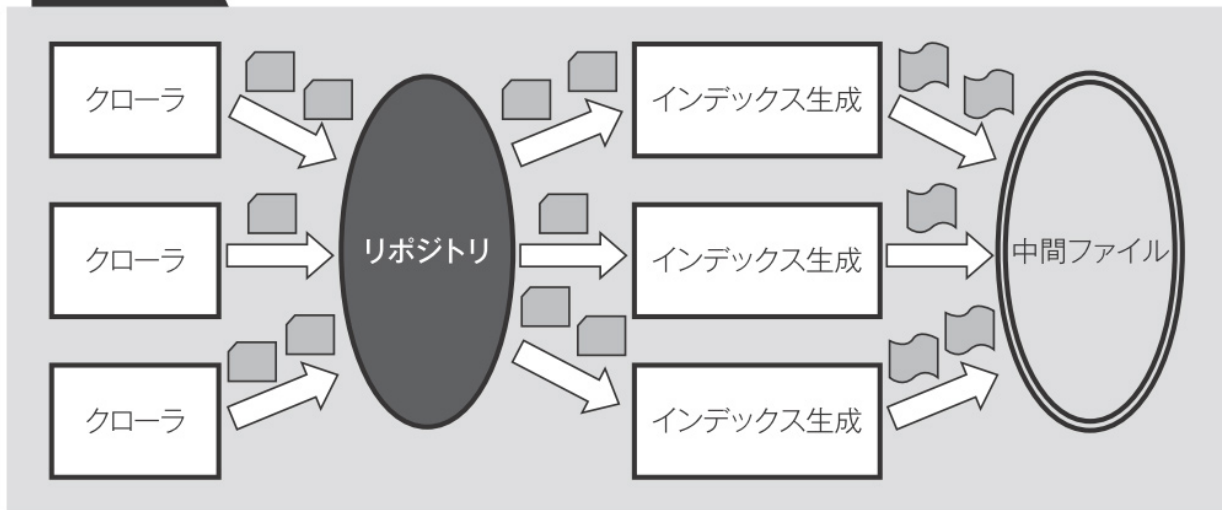 クローラ
インデックス生成
クローラ
リポジトリ
インデックス生成
中間ファイル
クローラ
インデックス生成